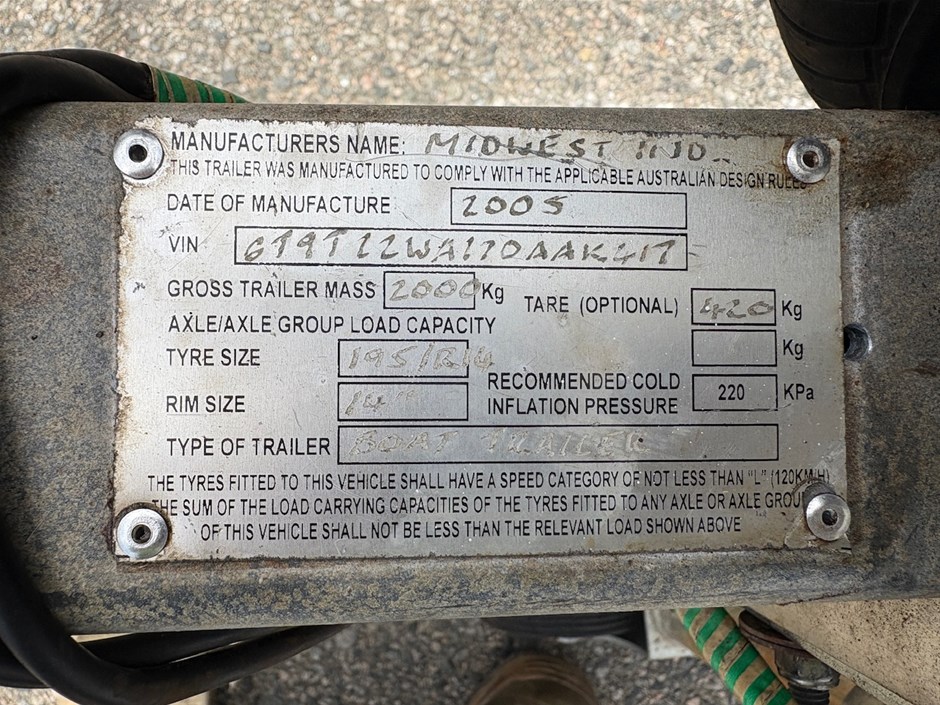 MANUFACTURERS NAME: MIDWEST IND..
THIS TRAILER WAS MANUFACTURED TO COMPLY WITH THE APPLICABLE AUSTRALIAN DESIGN RULES
DATE OF MANUFACTURE 2005
VIN
GROSS TRAILER MASS 2000 Kg
TARE (OPTIONAL) 420 Kg
AXLE/AXLE GROUP LOAD CAPACITY Kg
TYRE SIZE 195/R14
RIM SIZE 14"
RECOMMENDED COLD
INFLATION PRESSURE 220 KPa
TYPE OF TRAILER BOAT TRAILER
THE TYRES FITTED TO THIS VEHICLE SHALL HAVE A SPEED CATEGORY OF NOT LESS THAN "L" (120KM/H)
THE SUM OF THE LOAD CARRYING CAPACITIES OF THE TYRES FITTED TO ANY AXLE OR AXLE GROUP
OF THIS VEHICLE SHALL NOT BE LESS THAN THE RELEVANT LOAD SHOWN ABOVE